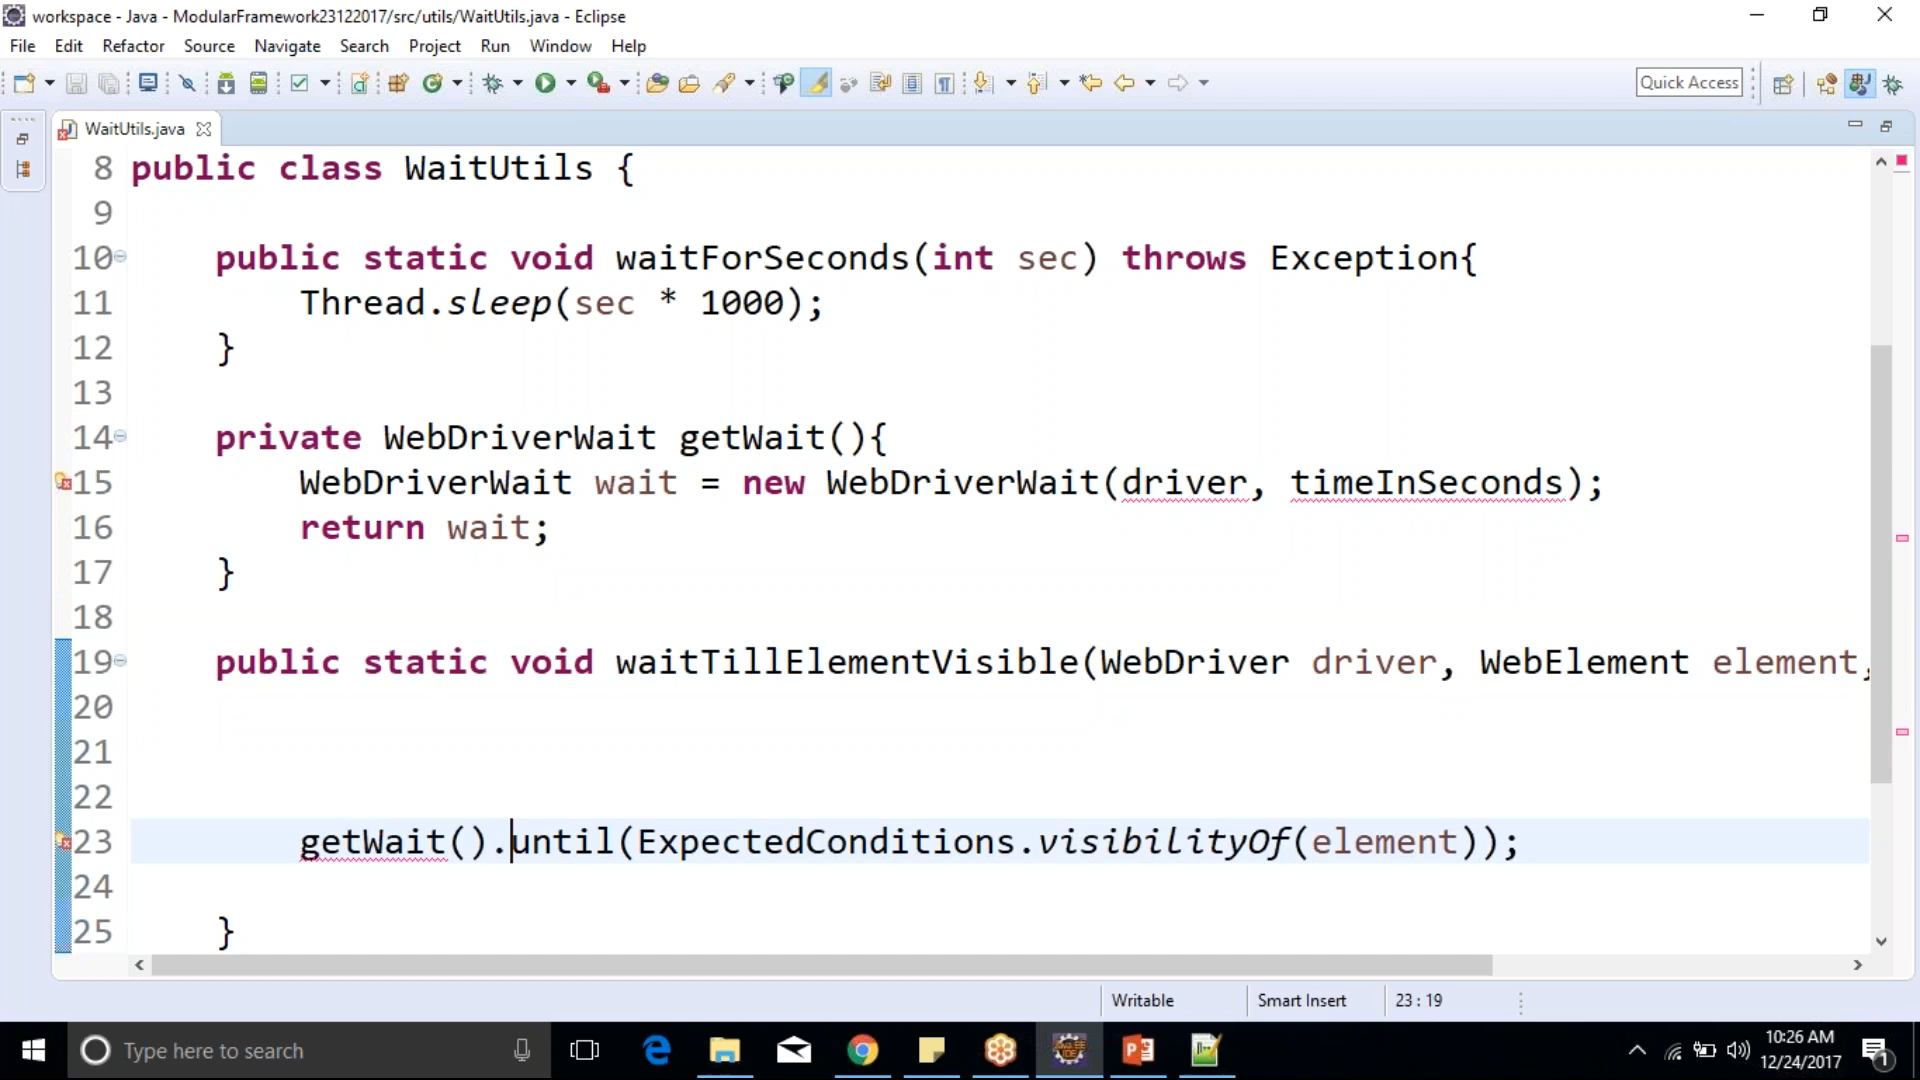 workspace - Java - ModularFramework23122017/src/utils/WaitUtils.java - Eclipse
File Edit Refactor Source Navigate Search Project Run Window Help
Quick Access
WaitUtils.java
8 public class WaitUtils {
9
10 public static void waitForSeconds(int sec) throws Exception{
11 Thread.sleep(sec * 1000);
12 }
13
14 private WebDriverWait getWait(){
15 WebDriverWait wait = new WebDriverWait(driver, timeInSeconds);
16 return wait;
17 }
18
19 public static void waitTillElementVisible(WebDriver driver, WebElement element,
20
21
22
23 getWait().until(ExpectedConditions.visibilityOf(element));
24
25 }
Writable Smart Insert 23 : 19
Type here to search
10:26 AM
12/24/2017
1